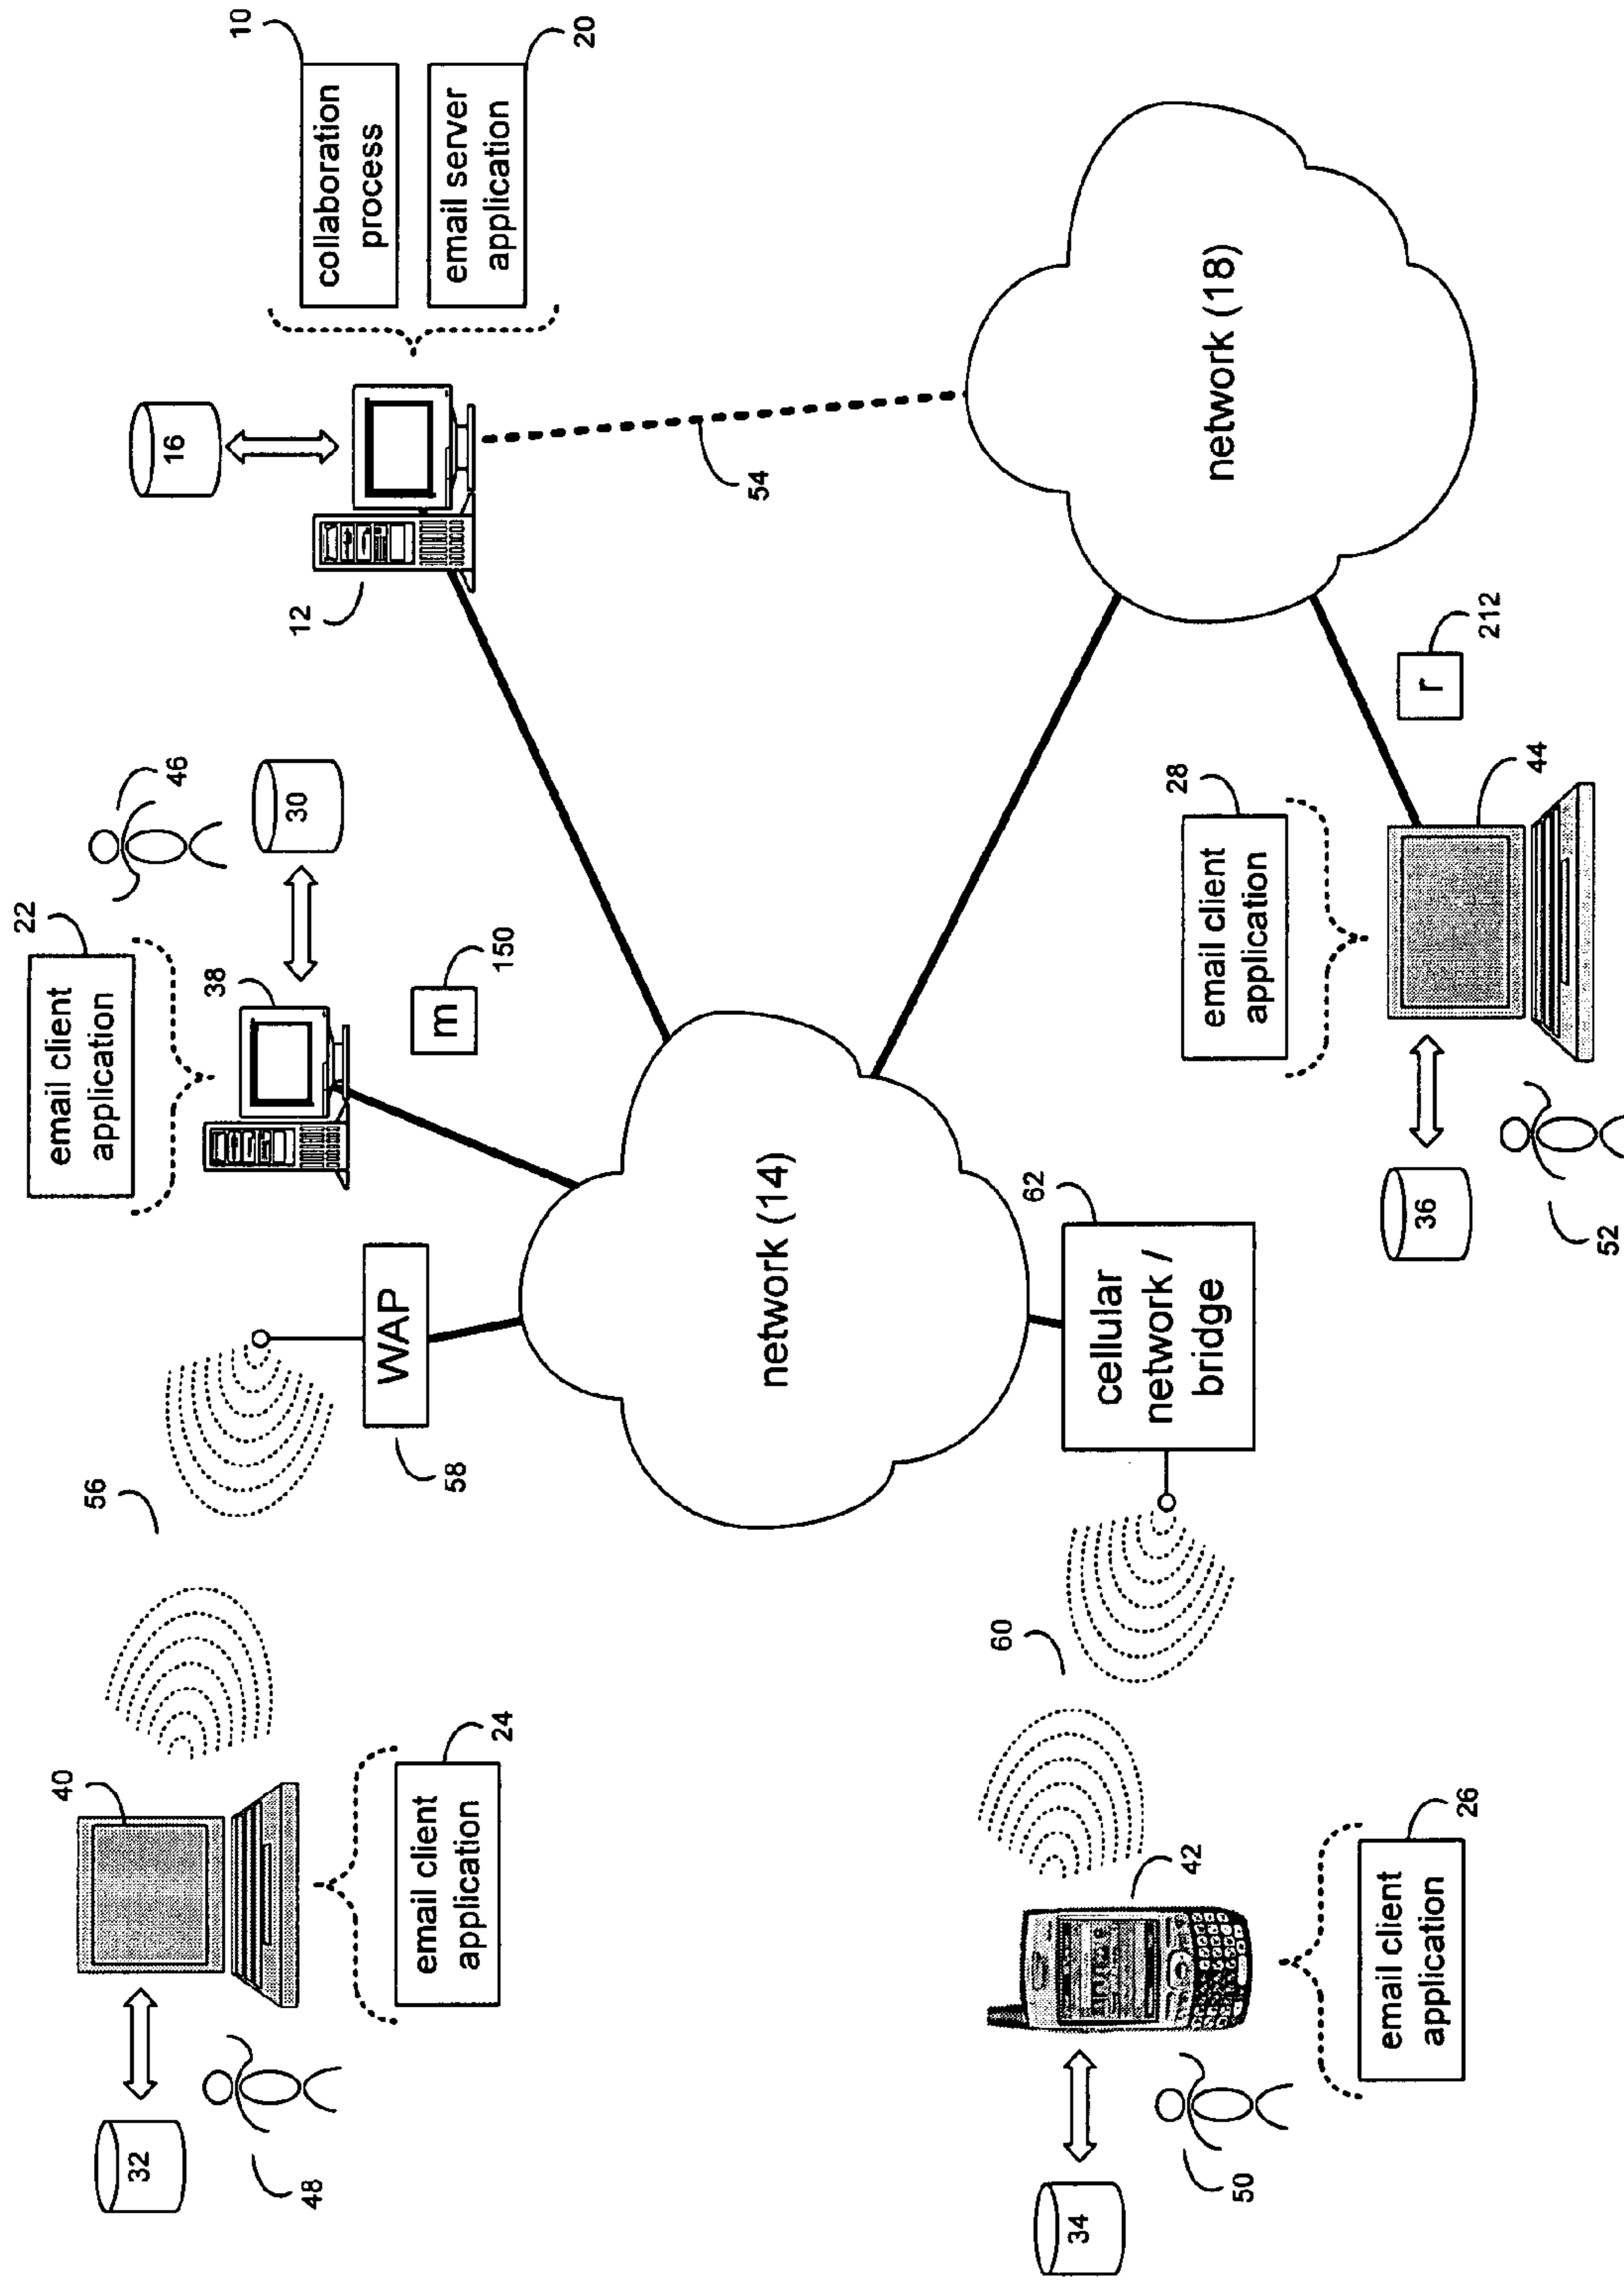 32
40
48
email client
application
24
56
WAP
58
email client
application
22
38
46
30
m
150
16
12
collaboration
process
10
email server
application
20
54
network (14)
network (18)
34
42
50
email client
application
26
60
cellular
network /
bridge
62
email client
application
28
36
52
44
r
212